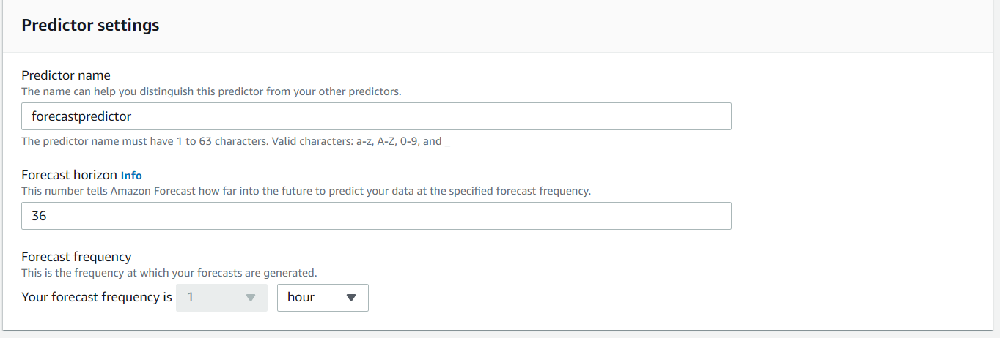 Predictor settings
Predictor name
The name can help you distinguish this predictor from your other predictors.
forecastpredictor
The predictor name must have 1 to 63 characters. Valid characters: a-z, A-Z, 0-9, and _
Forecast horizon Info
This number tells Amazon Forecast how far into the future to predict your data at the specified forecast frequency.
36
Forecast frequency
This is the frequency at which your forecasts are generated.
Your forecast frequency is 1 hour